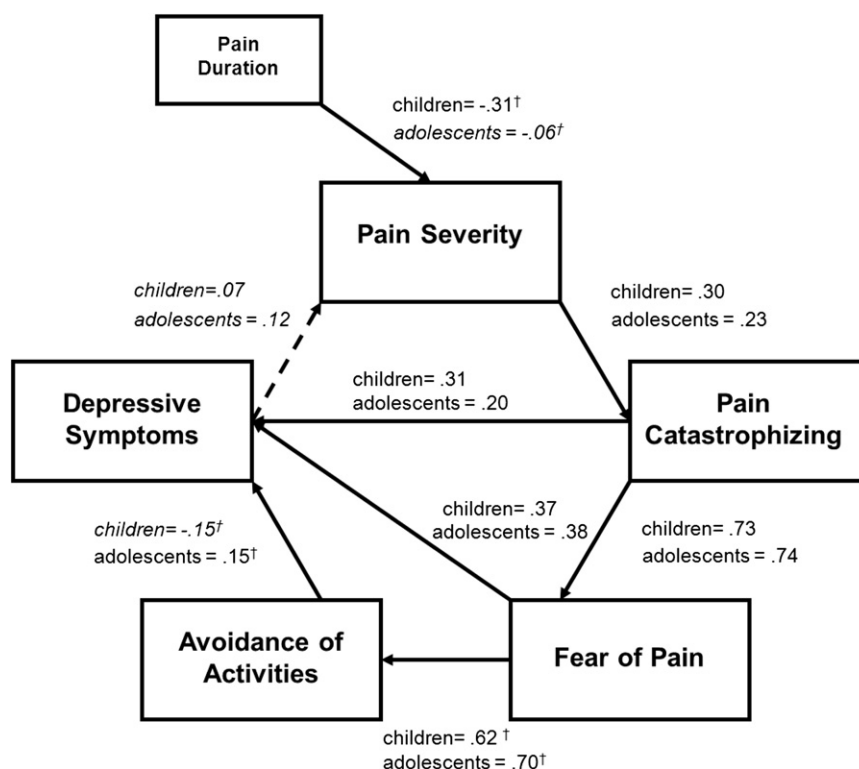 Pain
Duration
children= -.31†
adolescents = -.06†
Pain Severity
children=.07
adolescents = .12
children= .30
adolescents = .23
Depressive
Symptoms
children= .31
adolescents = .20
Pain
Catastrophizing
children= -.15†
adolescents = .15†
children= .37
adolescents = .38
children= .73
adolescents = .74
Avoidance of
Activities
Fear of Pain
children= .62 †
adolescents = .70†